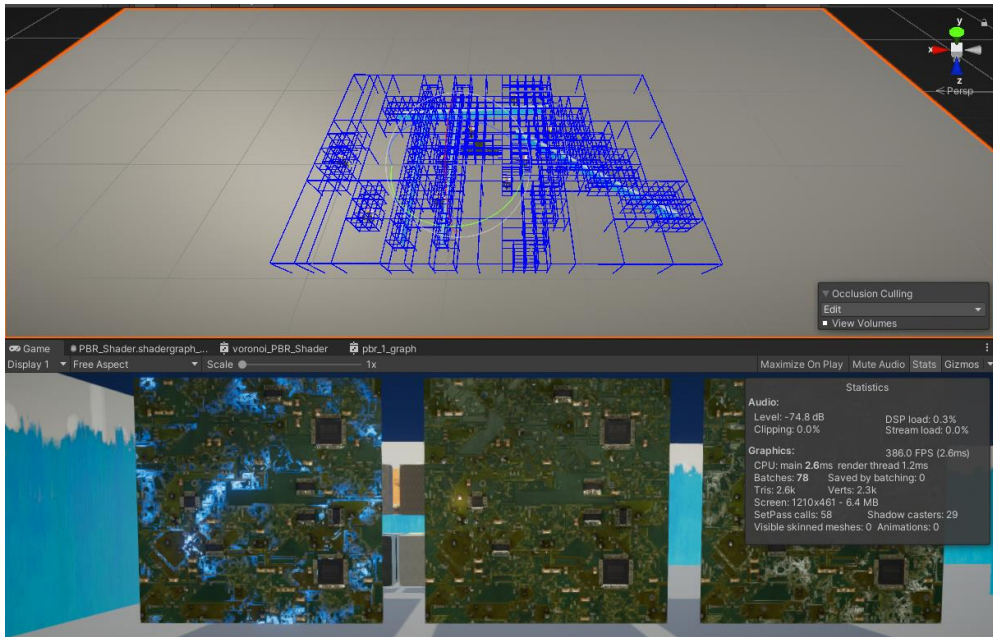 y
x
z
Persp
Occlusion Culling
Edit
View Volumes
Game PBR_Shader.shadergraph_... voronoi_PBR_Shader pbr_1_graph
Display 1 Free Aspect Scale 1x Maximize On Play Mute Audio Stats Gizmos
Statistics
Audio:
Level: -74.8 dB DSP load: 0.3%
Clipping: 0.0% Stream load: 0.0%
Graphics: 386.0 FPS (2.6ms)
CPU: main 2.6ms render thread 1.2ms
Batches: 78 Saved by batching: 0
Tris: 2.6k Verts: 2.3k
Screen: 1210x461 - 6.4 MB
SetPass calls: 58 Shadow casters: 29
Visible skinned meshes: 0 Animations: 0